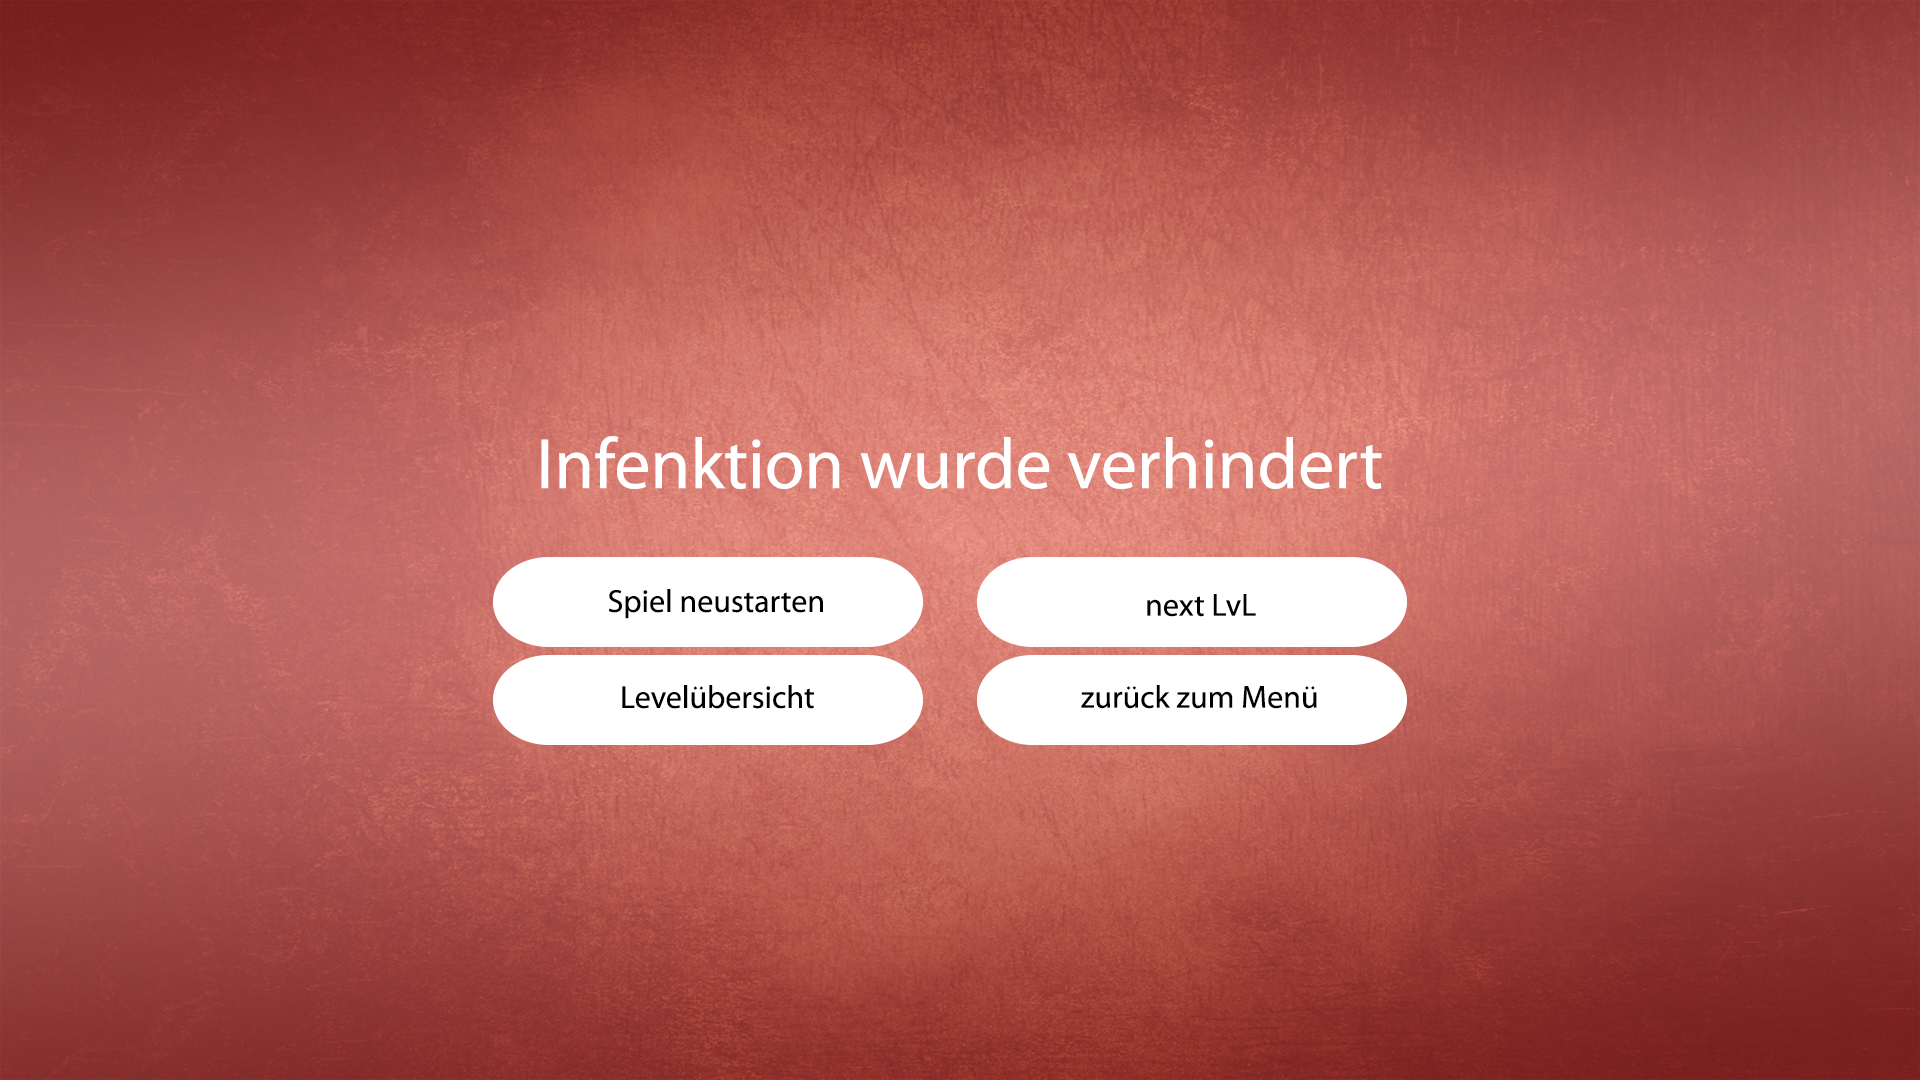 Infenktion wurde verhindert
Spiel neustarten
next LvL
Levelübersicht
zurück zum Menü